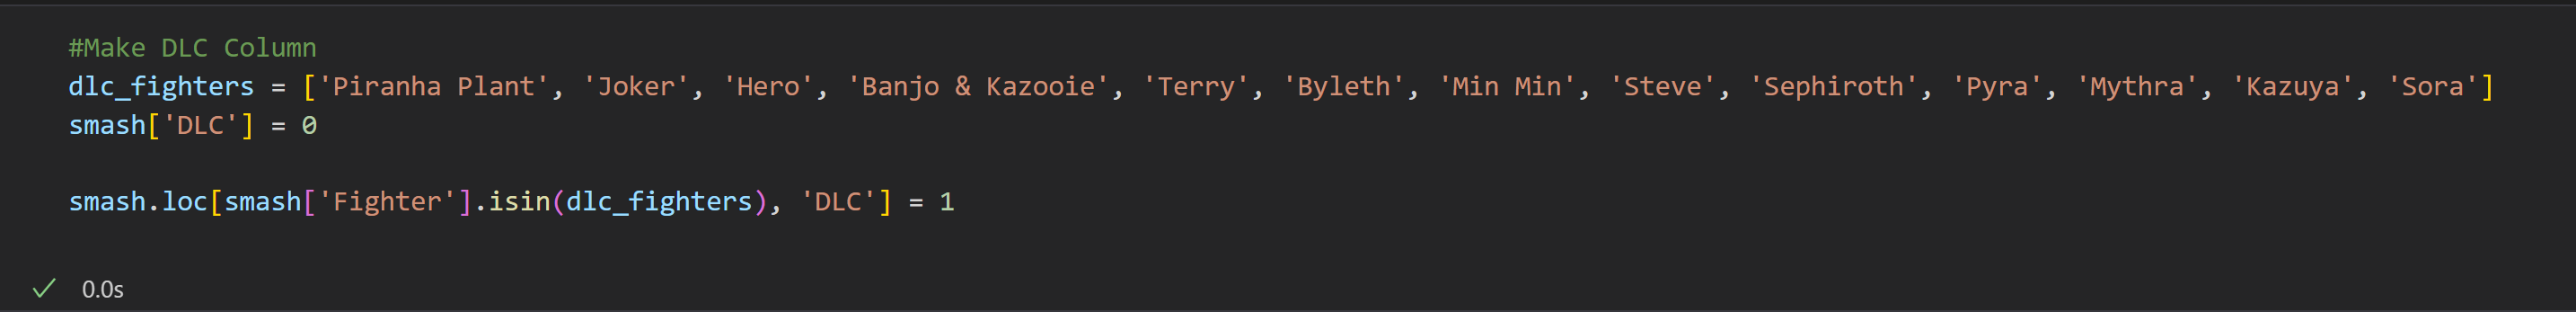 #Make DLC Column
dlc_fighters = ['Piranha Plant', 'Joker', 'Hero', 'Banjo & Kazooie', 'Terry', 'Byleth', 'Min Min', 'Steve', 'Sephiroth', 'Pyra', 'Mythra', 'Kazuya', 'Sora']
smash['DLC'] = 0
smash.loc[smash['Fighter'].isin(dlc_fighters), 'DLC'] = 1
0.0s